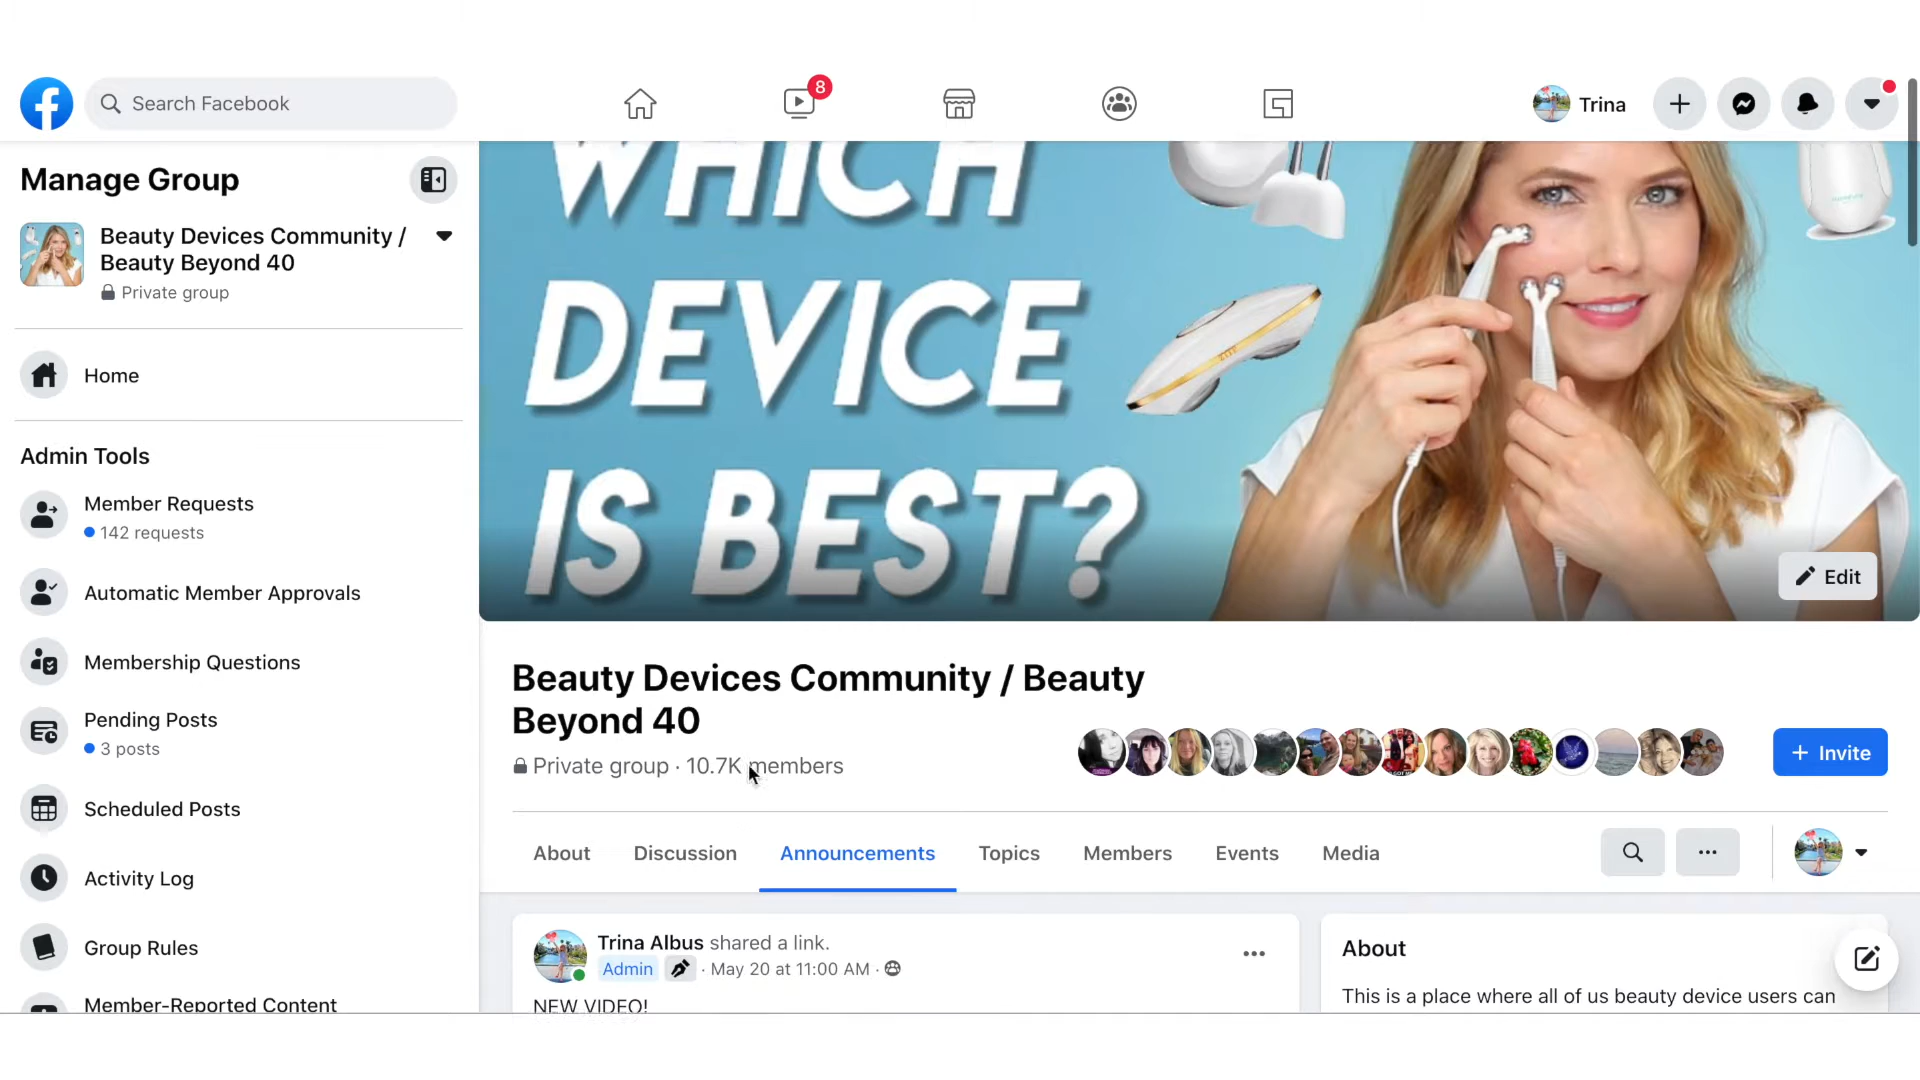 8
Search Facebook
Trina
Manage Group
Beauty Devices Community /
Beauty Beyond 40
Private group
Home
Admin Tools
Member Requests
142 requests
Automatic Member Approvals
Membership Questions
Pending Posts
3 posts
Scheduled Posts
Activity Log
Group Rules
Member-Reported Content
WHICH
DEVICE
IS BEST?
ZIIP
Edit
Beauty Devices Community / Beauty
Beyond 40
Private group · 10.7K members
+ Invite
About
Discussion
Announcements
Topics
Members
Events
Media
Trina Albus shared a link.
Admin · May 20 at 11:00 AM ·
NEW VIDEO!
About
This is a place where all of us beauty device users can